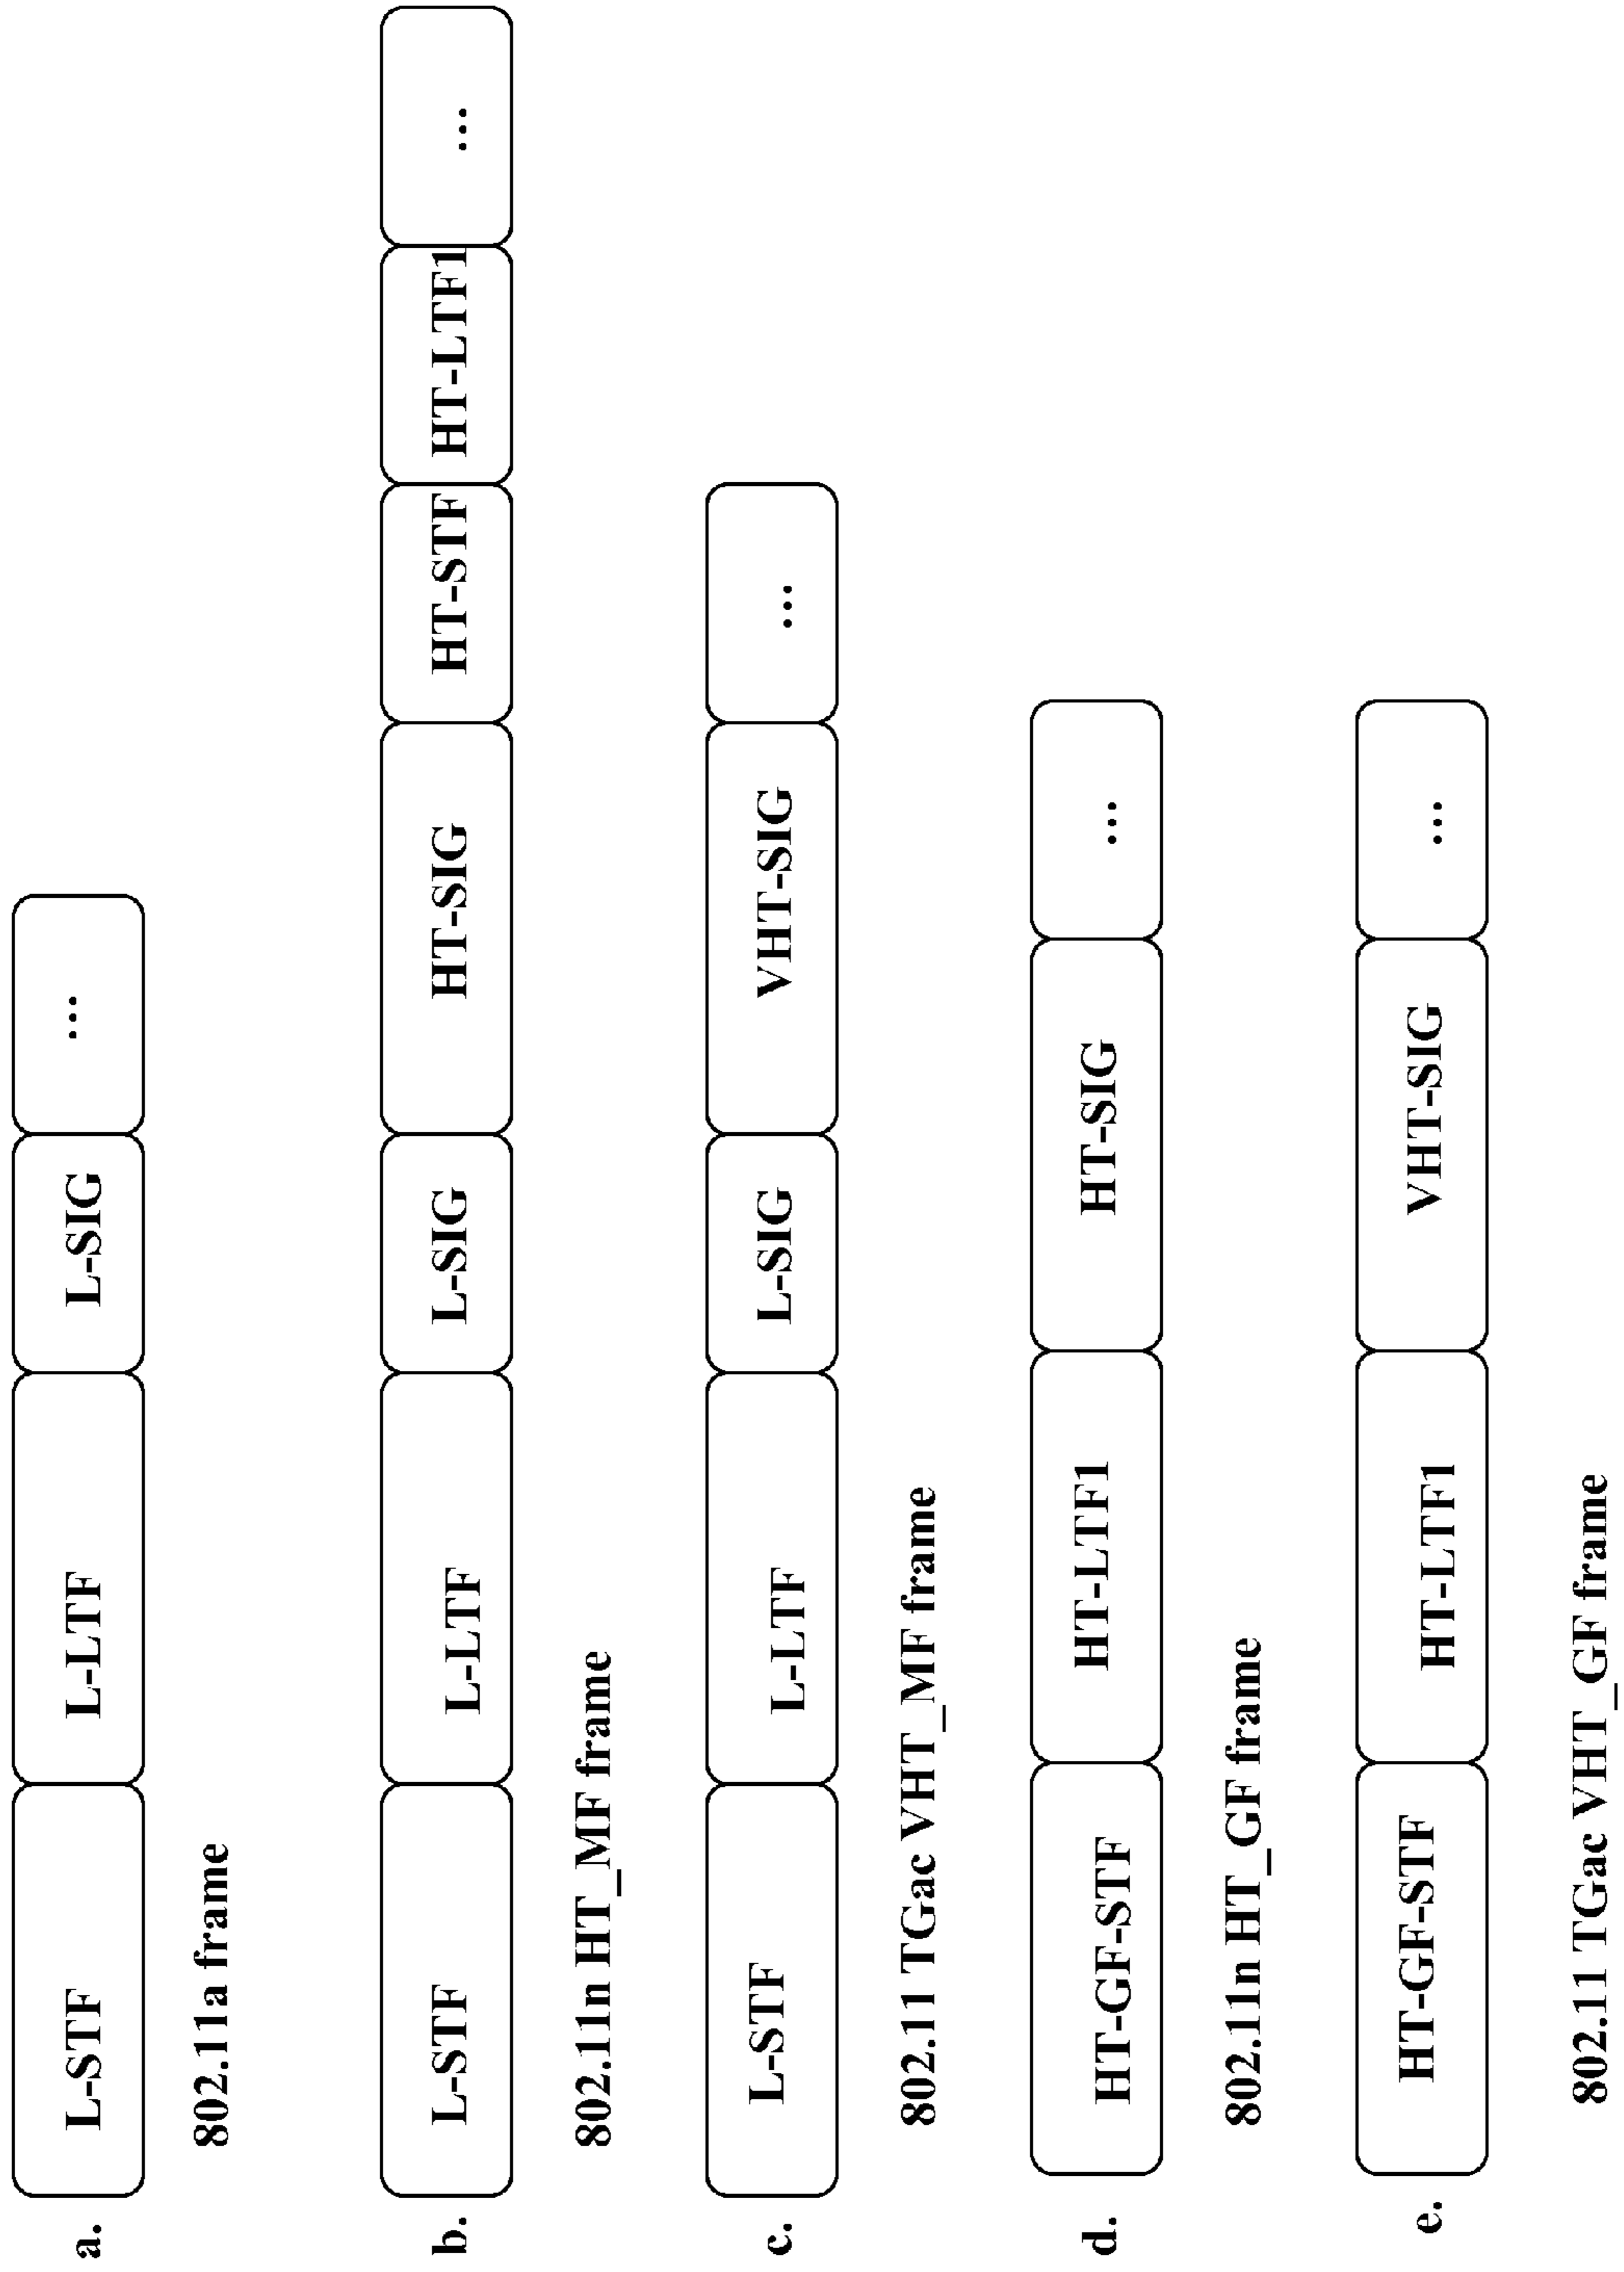 a. L-STF L-LTF L-SIG ...
802.11a frame
b. L-STF L-LTF L-SIG HT-SIG HT-STF HT-LTF1 ...
802.11n HT_MF frame
c. L-STF L-LTF L-SIG VHT-SIG ...
802.11 TGac VHT_MF frame
d. HT-GF-STF HT-LTF1 HT-SIG ...
802.11n HT_GF frame
e. HT-GF-STF HT-LTF1 VHT-SIG ...
802.11 TGac VHT_GF frame